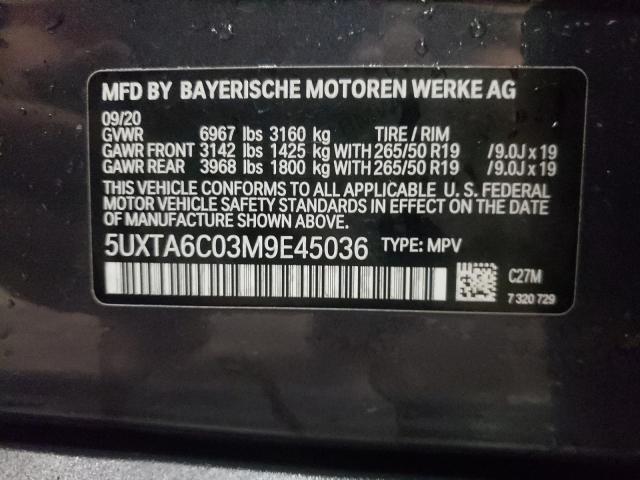 MFD BY BAYERISCHE MOTOREN WERKE AG
09/20
GVWR 6967 lbs 3160 kg TIRE / RIM
GAWR FRONT 3142 lbs 1425 kg WITH 265/50 R19 /9.0J x 19
GAWR REAR 3968 lbs 1800 kg WITH 265/50 R19 /9.0J x 19
THIS VEHICLE CONFORMS TO ALL APPLICABLE U. S. FEDERAL
MOTOR VEHICLE SAFETY STANDARDS IN EFFECT ON THE DATE
OF MANUFACTURE SHOWN ABOVE.
5UXTA6C03M9E45036 TYPE: MPV
C27M
7 320 729